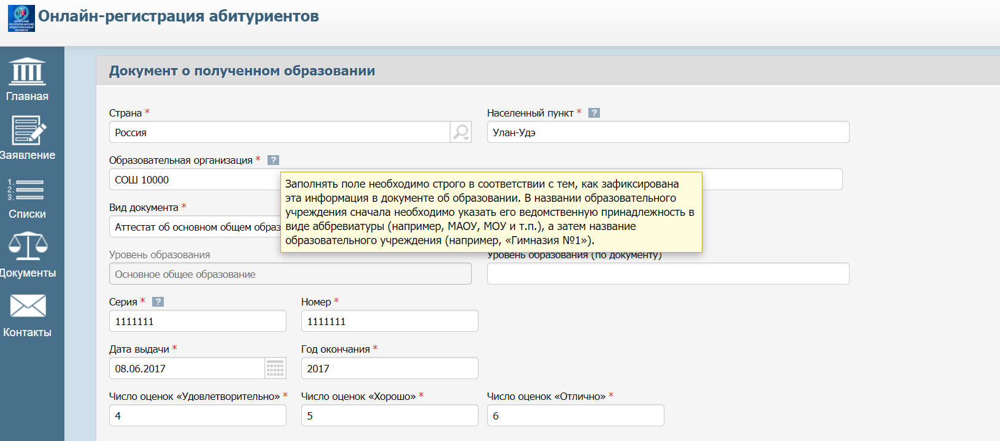 Онлайн-регистрация абитуриентов
Главная
Заявление
1.
2.
3.
Списки
Документы
Контакты
Документ о полученном образовании
Страна *
Населенный пункт * ?
Россия
Улан-Удэ
Образовательная организация * ?
СОШ 10000
Заполнять поле необходимо строго в соответствии с тем, как зафиксирована
эта информация в документе об образовании. В названии образовательного
учреждения сначала необходимо указать его ведомственную принадлежность в
виде аббревиатуры (например, МАОУ, МОУ и т.п.), а затем название
образовательного учреждения (например, «Гимназия №1»).
Вид документа *
Аттестат об основном общем образ
Уровень образования
Уровень образования (по документу)
Основное общее образование
Серия * ?
Номер *
1111111
1111111
Дата выдачи *
Год окончания *
08.06.2017
2017
Число оценок «Удовлетворительно» *
Число оценок «Хорошо» *
Число оценок «Отлично» *
4
5
6